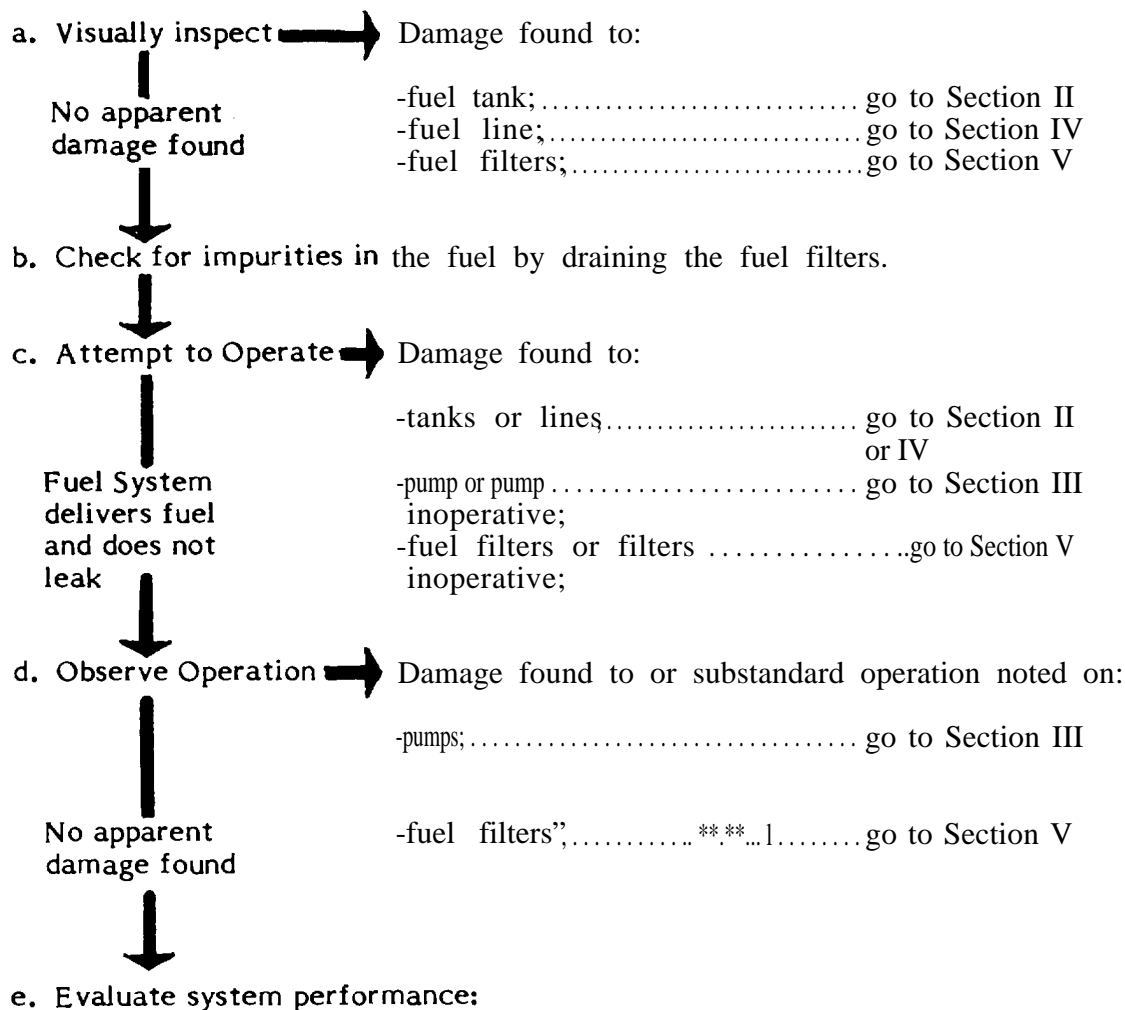 a. Visually inspect Damage found to:
No apparent
damage found
-fuel tank; .............................. go to Section II
-fuel line; .............................. go to Section IV
-fuel filters; ............................ go to Section V
b. Check for impurities in the fuel by draining the fuel filters.
c. Attempt to Operate Damage found to:
-tanks or lines, ........................ go to Section II
or IV
Fuel System
delivers fuel
and does not
leak
-pump or pump ............................. go to Section III
inoperative;
-fuel filters or filters ................. go to Section V
inoperative;
d. Observe Operation Damage found to or substandard operation noted on:
-pumps; ................................... go to Section III
No apparent
damage found
-fuel filters”, ........... **.**... l ........ go to Section V
e. Evaluate system performance: